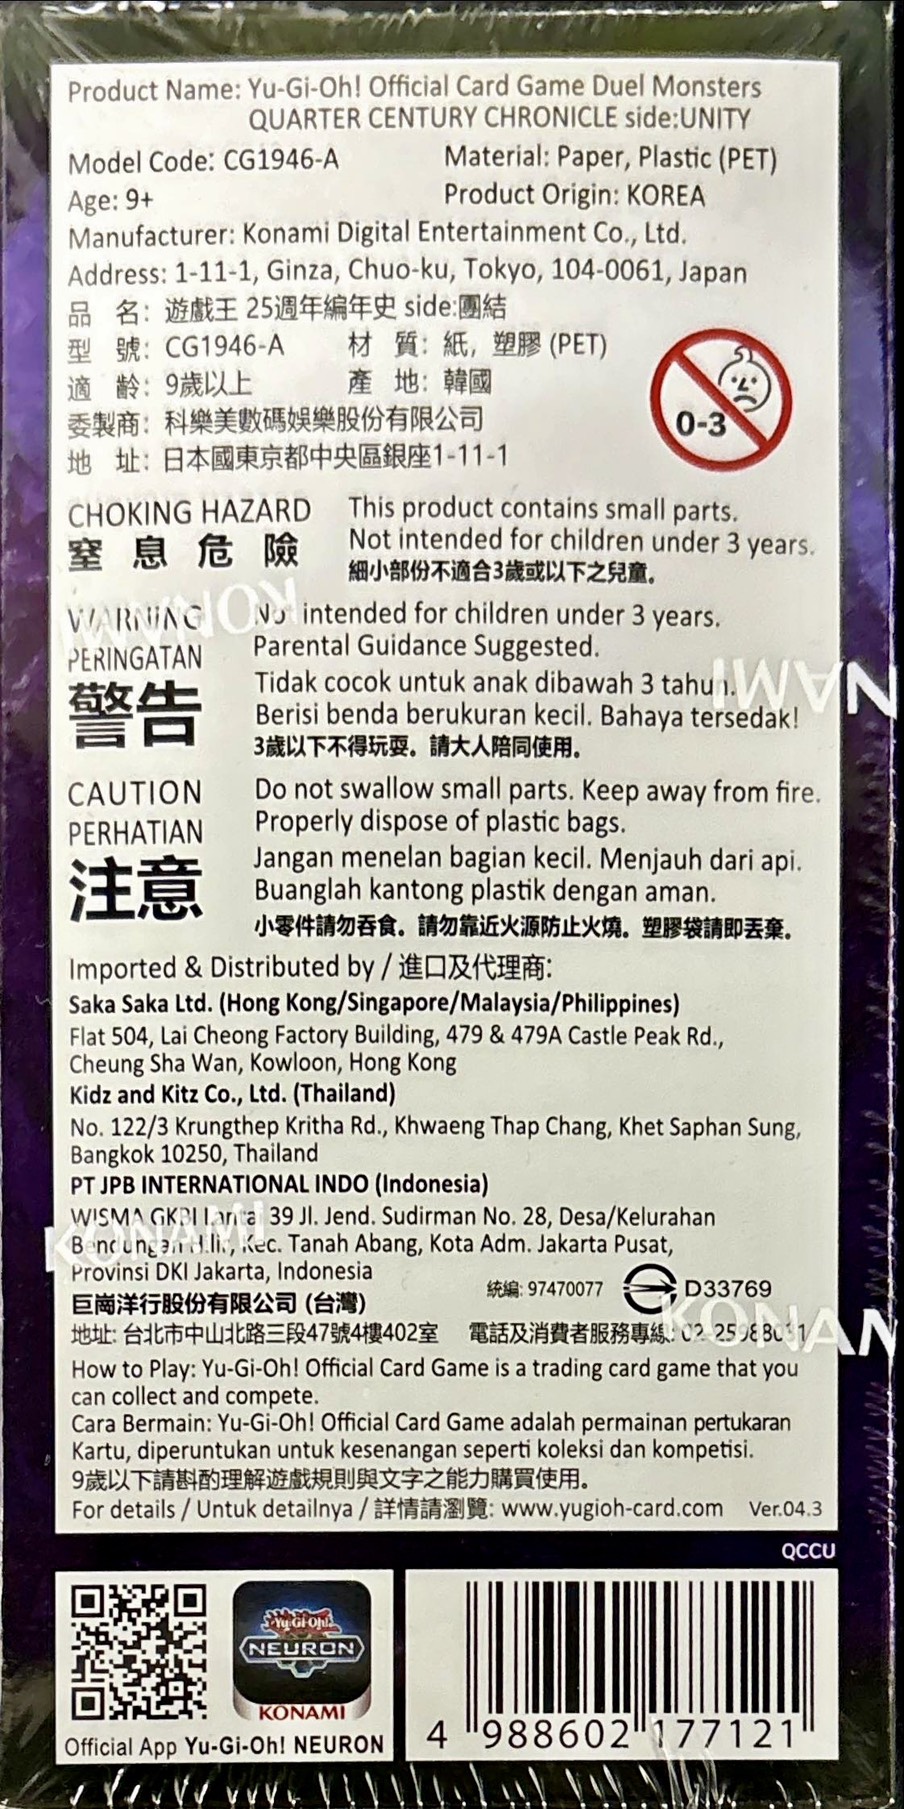 Product Name: Yu-Gi-Oh! Official Card Game Duel Monsters
QUARTER CENTURY CHRONICLE side:UNITY
Model Code: CG1946-A Material: Paper, Plastic (PET)
Age: 9+ Product Origin: KOREA
Manufacturer: Konami Digital Entertainment Co., Ltd.
Address: 1-11-1, Ginza, Chuo-ku, Tokyo, 104-0061, Japan
品 名: 遊戲王 25週年編年史 side:團結
型 號: CG1946-A 材 質: 紙, 塑膠 (PET)
適 齡: 9歲以上 產 地: 韓國
委製商: 科樂美數碼娛樂股份有限公司
地 址: 日本國東京都中央區銀座1-11-1
0-3
CHOKING HAZARD This product contains small parts.
窒息危險 Not intended for children under 3 years.
細小部份不適合3歲或以下之兒童。
WARNING Not intended for children under 3 years.
PERINGATAN Parental Guidance Suggested.
警告 Tidak cocok untuk anak dibawah 3 tahun.
Berisi benda berukuran kecil. Bahaya tersedak!
3歲以下不得玩耍。請大人陪同使用。
CAUTION Do not swallow small parts. Keep away from fire.
PERHATIAN Properly dispose of plastic bags.
注意 Jangan menelan bagian kecil. Menjauh dari api.
Buanglah kantong plastik dengan aman.
小零件請勿吞食。請勿靠近火源防止火燒。塑膠袋請即丟棄。
Imported & Distributed by / 進口及代理商:
Saka Saka Ltd. (Hong Kong/Singapore/Malaysia/Philippines)
Flat 504, Lai Cheong Factory Building, 479 & 479A Castle Peak Rd.,
Cheung Sha Wan, Kowloon, Hong Kong
Kidz and Kitz Co., Ltd. (Thailand)
No. 122/3 Krungthep Kritha Rd., Khwaeng Thap Chang, Khet Saphan Sung,
Bangkok 10250, Thailand
PT JPB INTERNATIONAL INDO (Indonesia)
WISMA GKBI Lantai 39 Jl. Jend. Sudirman No. 28, Desa/Kelurahan
Bendungan Hilir, Kec. Tanah Abang, Kota Adm. Jakarta Pusat,
Provinsi DKI Jakarta, Indonesia
統編: 97470077 D33769
巨崗洋行股份有限公司 (台灣)
地址: 台北市中山北路三段47號4樓402室 電話及消費者服務專線:
How to Play: Yu-Gi-Oh! Official Card Game is a trading card game that you
can collect and compete.
Cara Bermain: Yu-Gi-Oh! Official Card Game adalah permainan pertukaran
Kartu, diperuntukan untuk kesenangan seperti koleksi dan kompetisi.
9歲以下請斟酌理解遊戲規則與文字之能力購買使用。
For details / Untuk detailnya / 詳情請瀏覽: www.yugioh-card.com Ver.04.3
QCCU
Yu-Gi-Oh!
NEURON
KONAMI
Official App Yu-Gi-Oh! NEURON
4 988602 177121
KONAMI
KONAMI